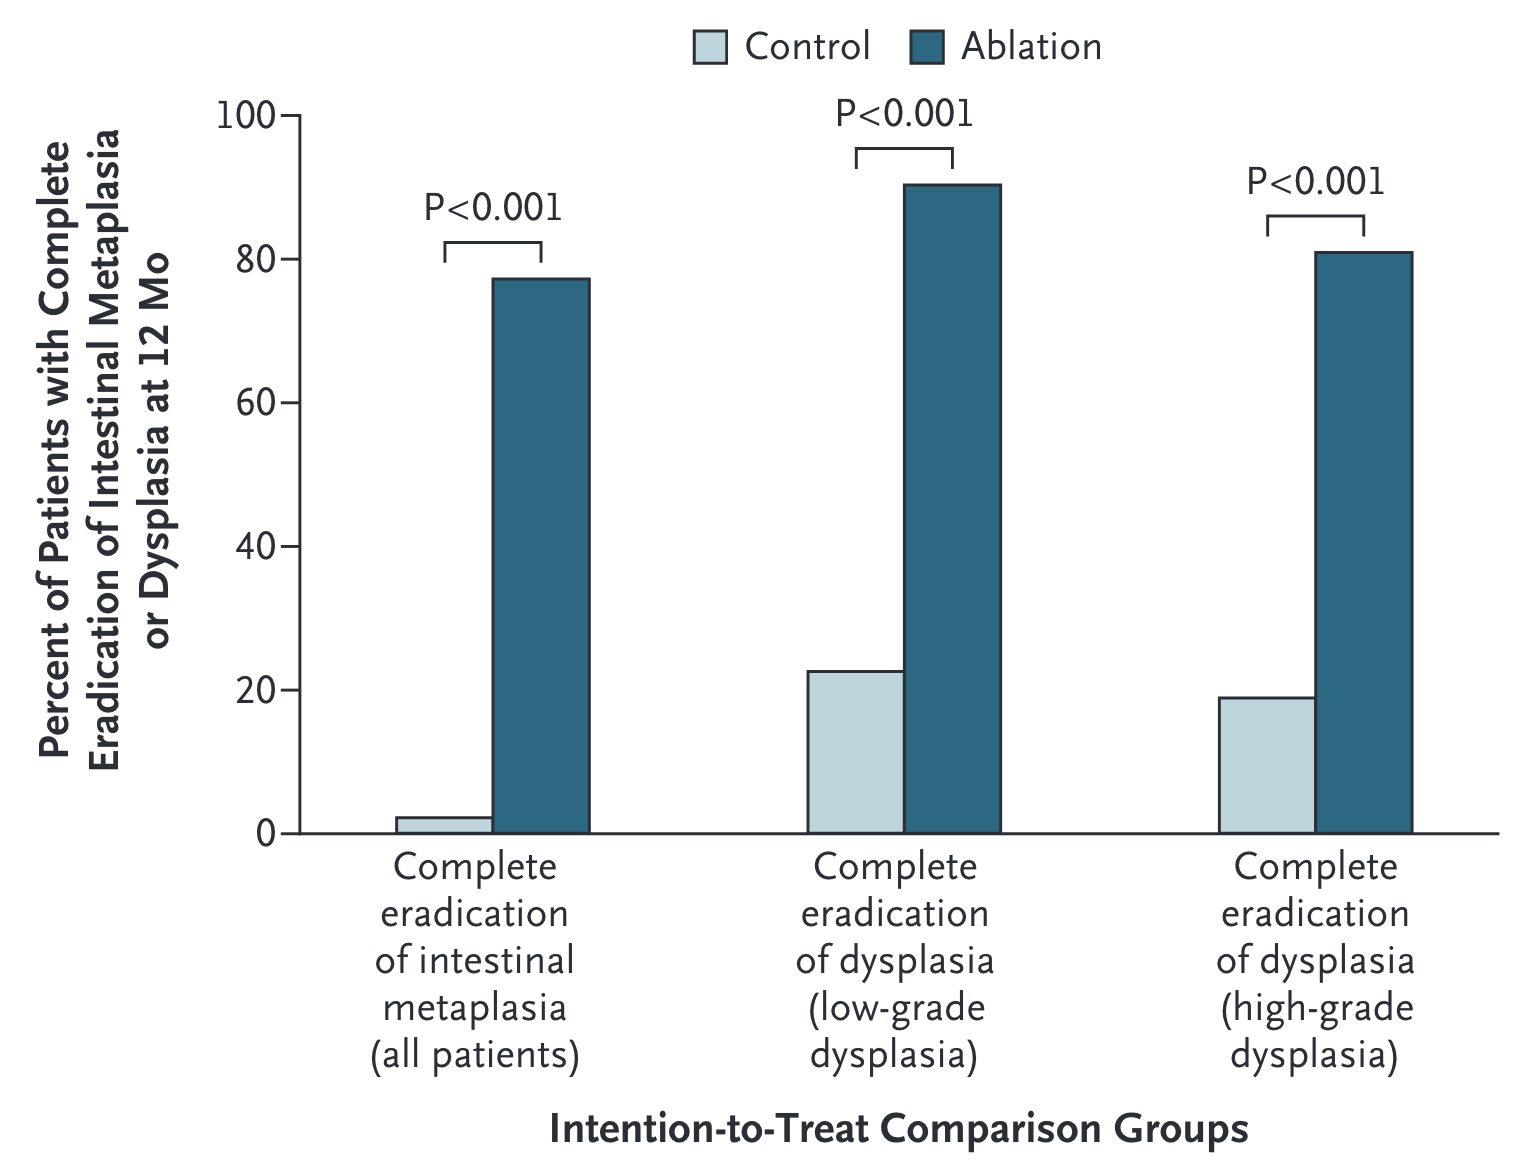 Control Ablation
Percent of Patients with Complete
Eradication of Intestinal Metaplasia
or Dysplasia at 12 Mo
100
80
60
40
20
0
P<0.001
P<0.001
P<0.001
Complete
eradication
of intestinal
metaplasia
(all patients)
Complete
eradication
of dysplasia
(low-grade
dysplasia)
Complete
eradication
of dysplasia
(high-grade
dysplasia)
Intention-to-Treat Comparison Groups